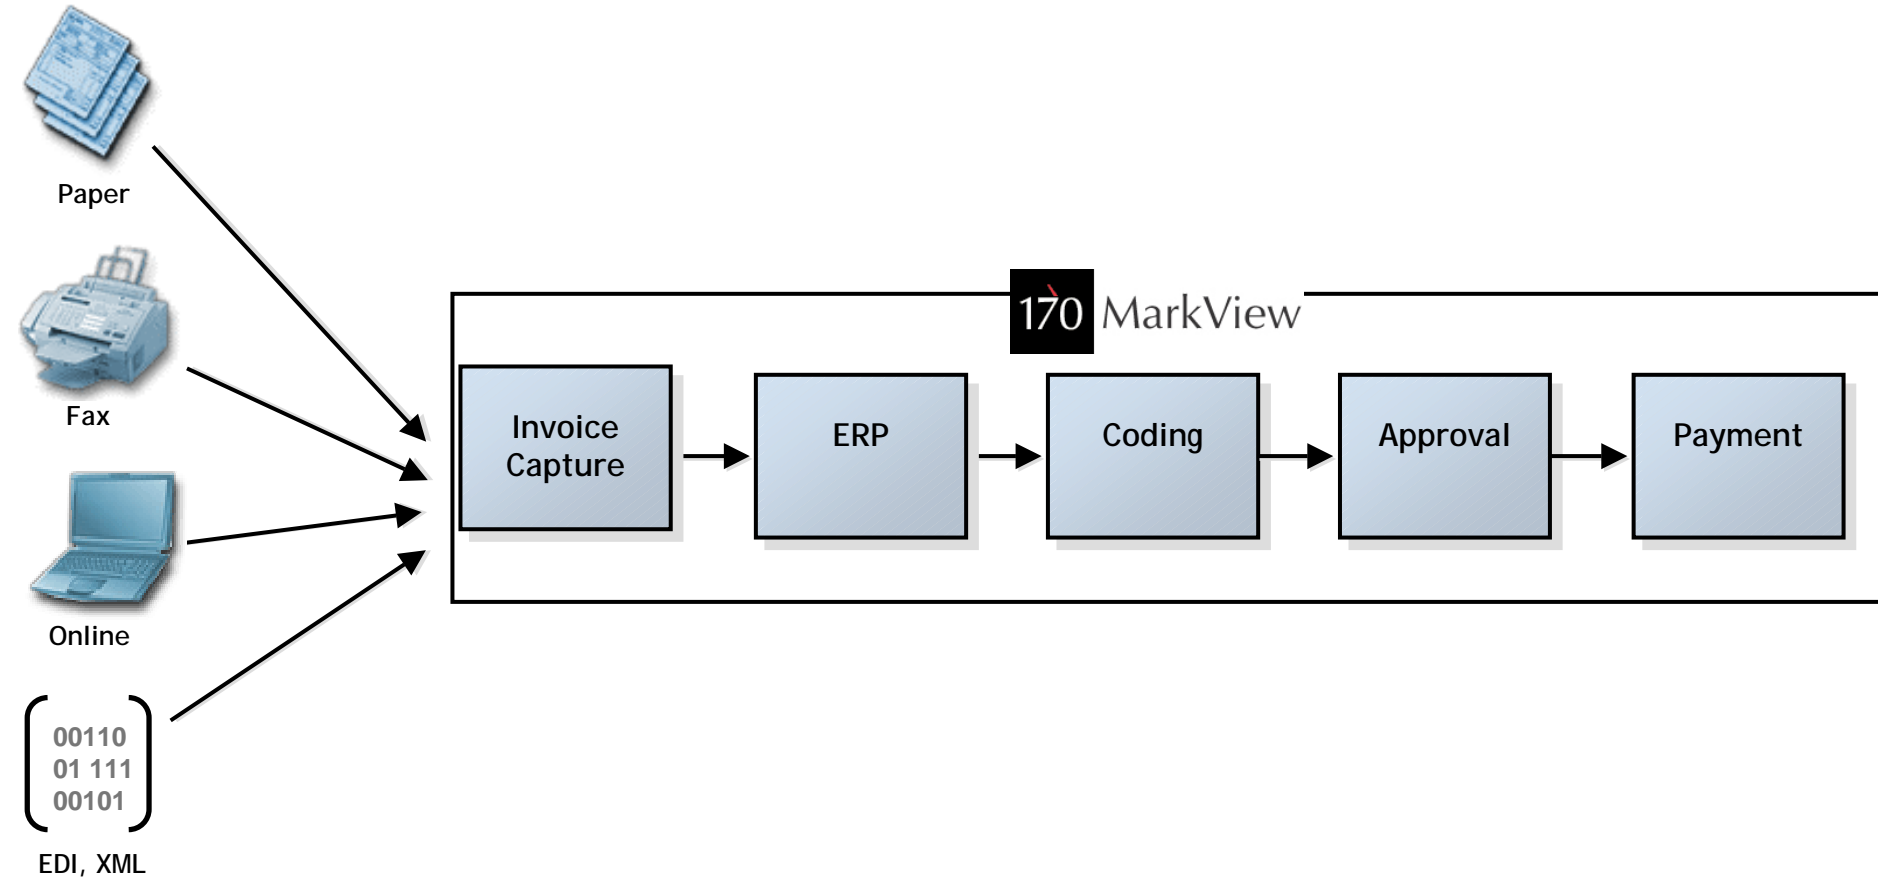 Paper
Fax
Online
00110
01 111
00101
EDI, XML
170 MarkView
Invoice
Capture
ERP
Coding
Approval
Payment